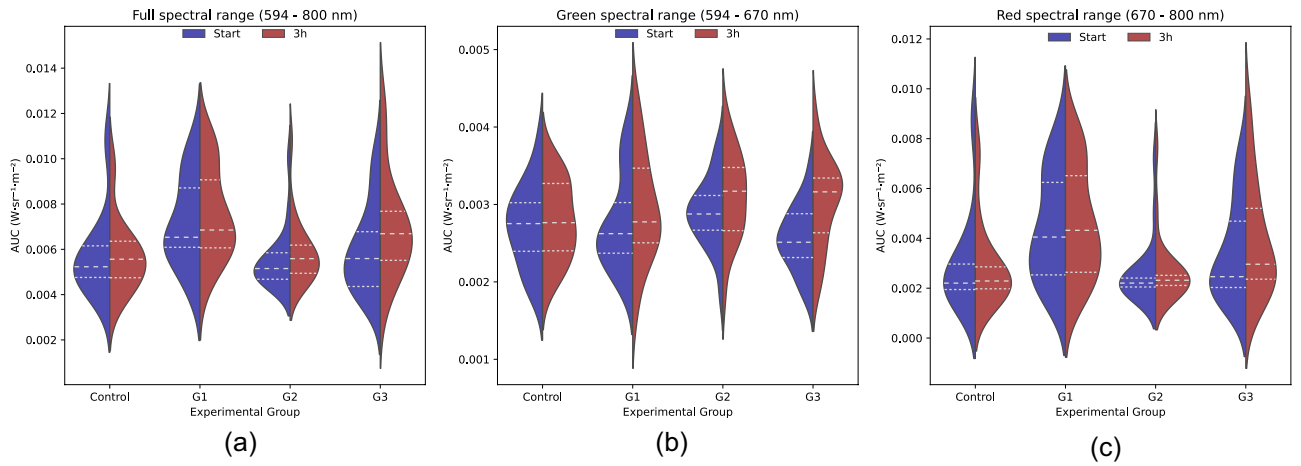 Full spectral range (594 - 800 nm)
Start
3h
0.014
0.012
0.010
0.008
0.006
0.004
0.002
AUC (W·sr⁻¹·m⁻²)
Control
G1
G2
G3
Experimental Group
(a)
Green spectral range (594 - 670 nm)
Start
3h
0.005
0.004
0.003
0.002
0.001
AUC (W·sr⁻¹·m⁻²)
Control
G1
G2
G3
Experimental Group
(b)
Red spectral range (670 - 800 nm)
Start
3h
0.012
0.010
0.008
0.006
0.004
0.002
0.000
AUC (W·sr⁻¹·m⁻²)
Control
G1
G2
G3
Experimental Group
(c)